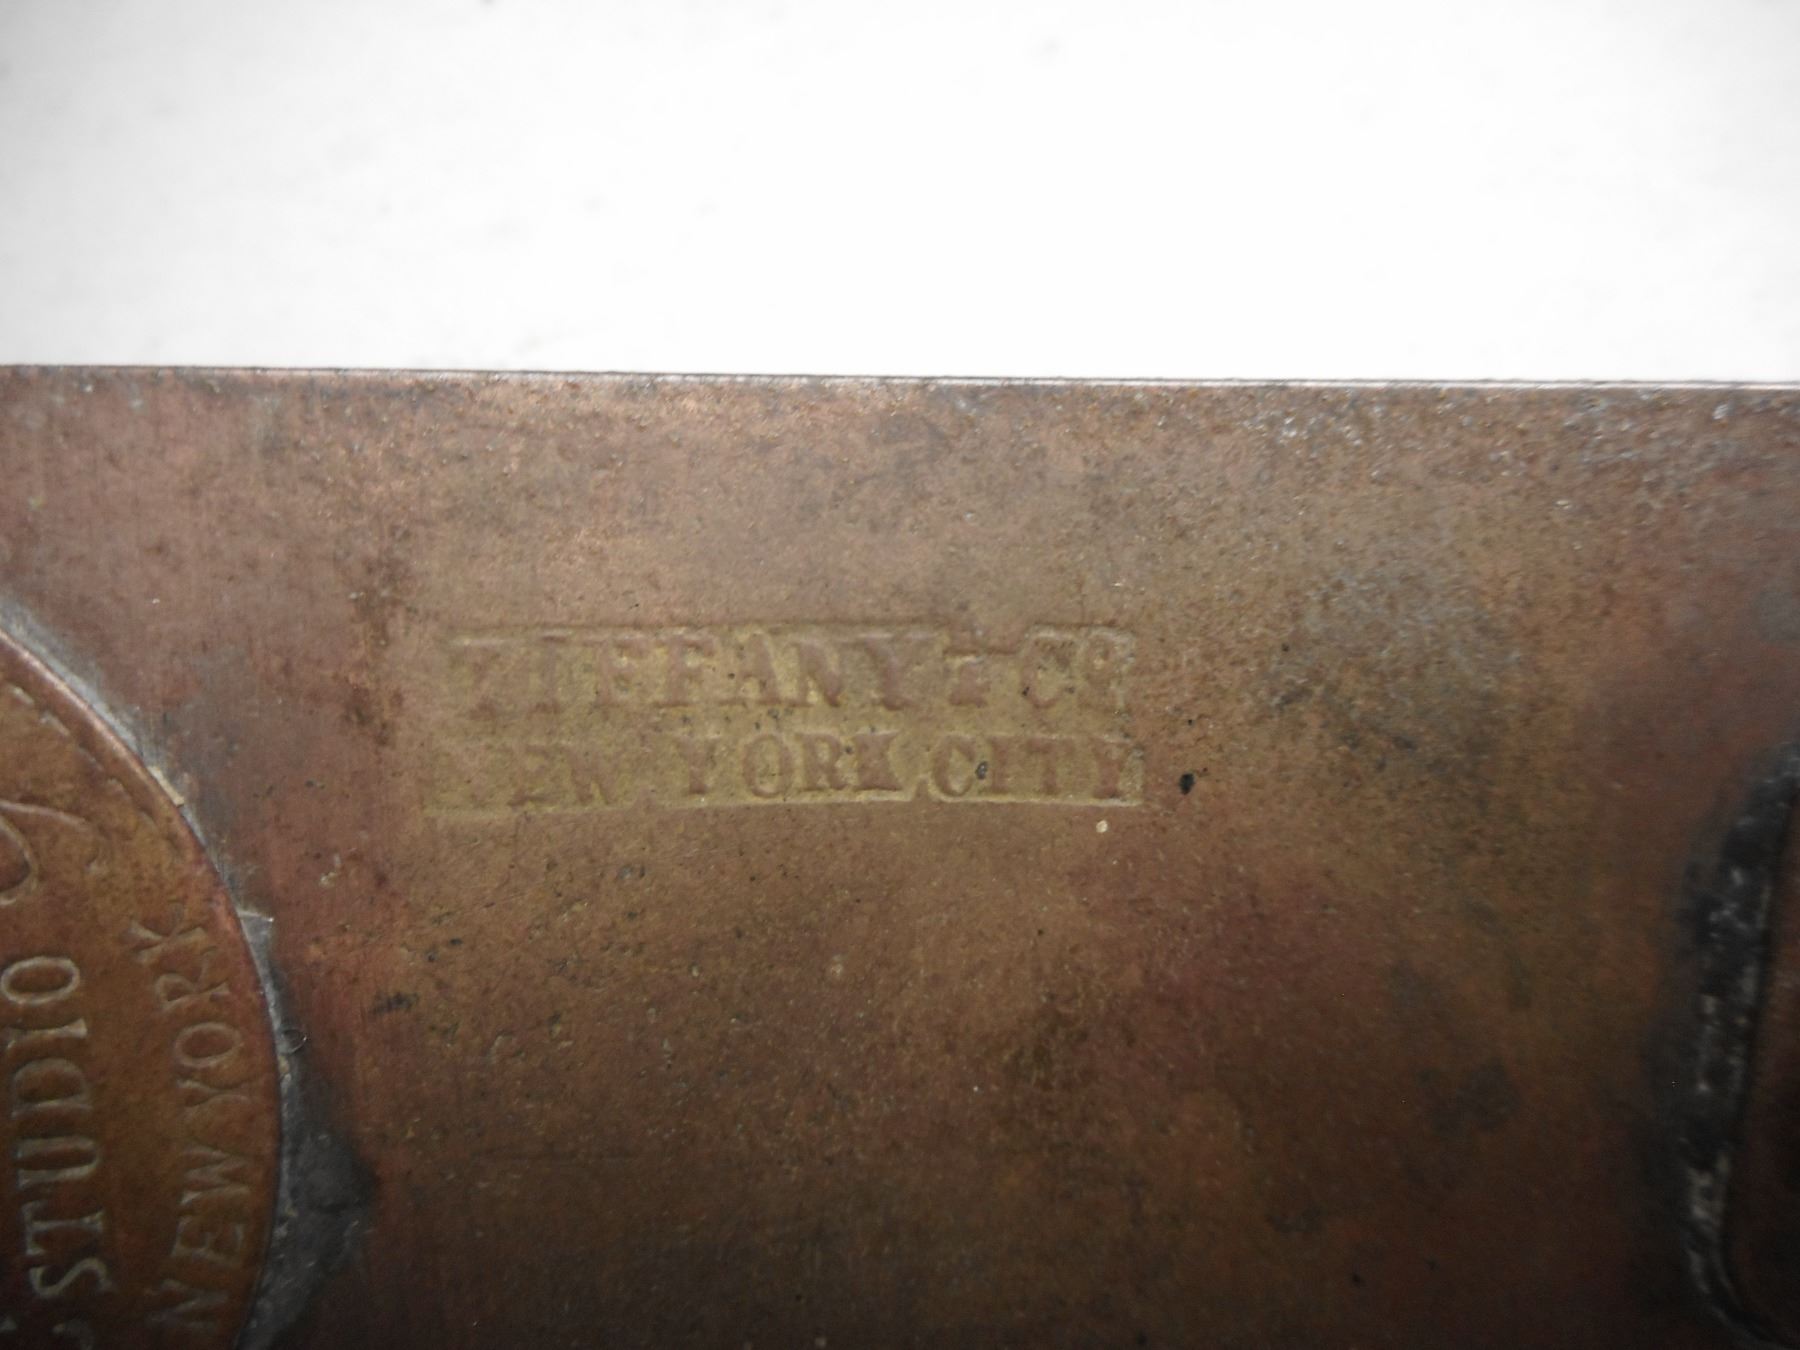 TIFFANY & Co
NEW YORK CITY
STUDIO
NEW YORK